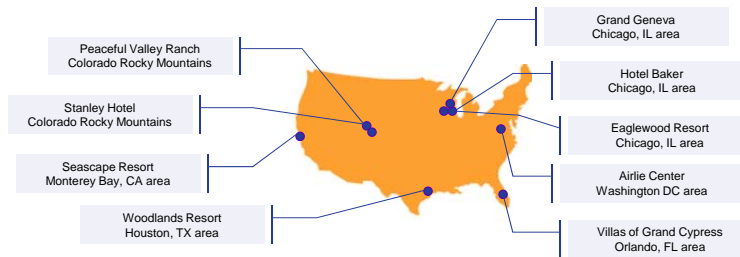 Grand Geneva
Chicago, IL area
Peaceful Valley Ranch
Colorado Rocky Mountains
Hotel Baker
Chicago, IL area
Stanley Hotel
Colorado Rocky Mountains
Eaglewood Resort
Chicago, IL area
Seascape Resort
Monterey Bay, CA area
Airlie Center
Washington DC area
Woodlands Resort
Houston, TX area
Villas of Grand Cypress
Orlando, FL area